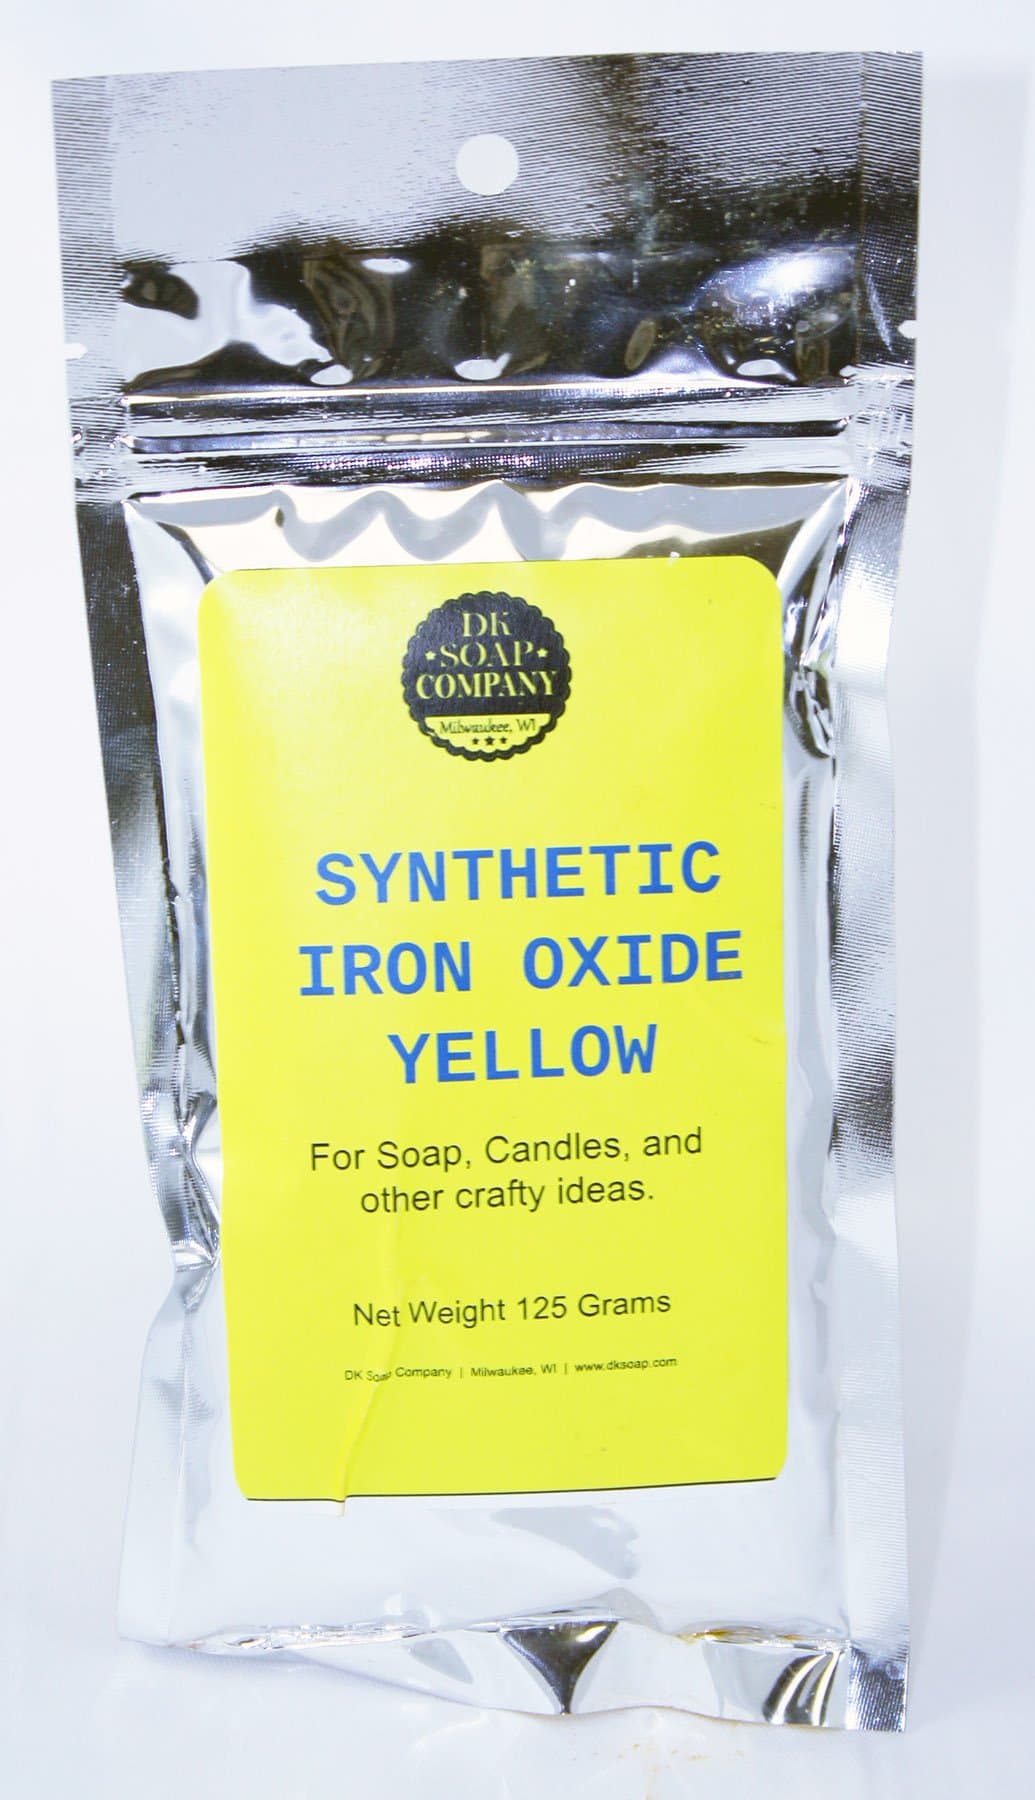 DK
SOAP
COMPANY
Milwaukee, WI
SYNTHETIC
IRON OXIDE
YELLOW
For Soap, Candles, and
other crafty ideas.
Net Weight 125 Grams
DK Soap Company | Milwaukee, WI | www.dksoap.com